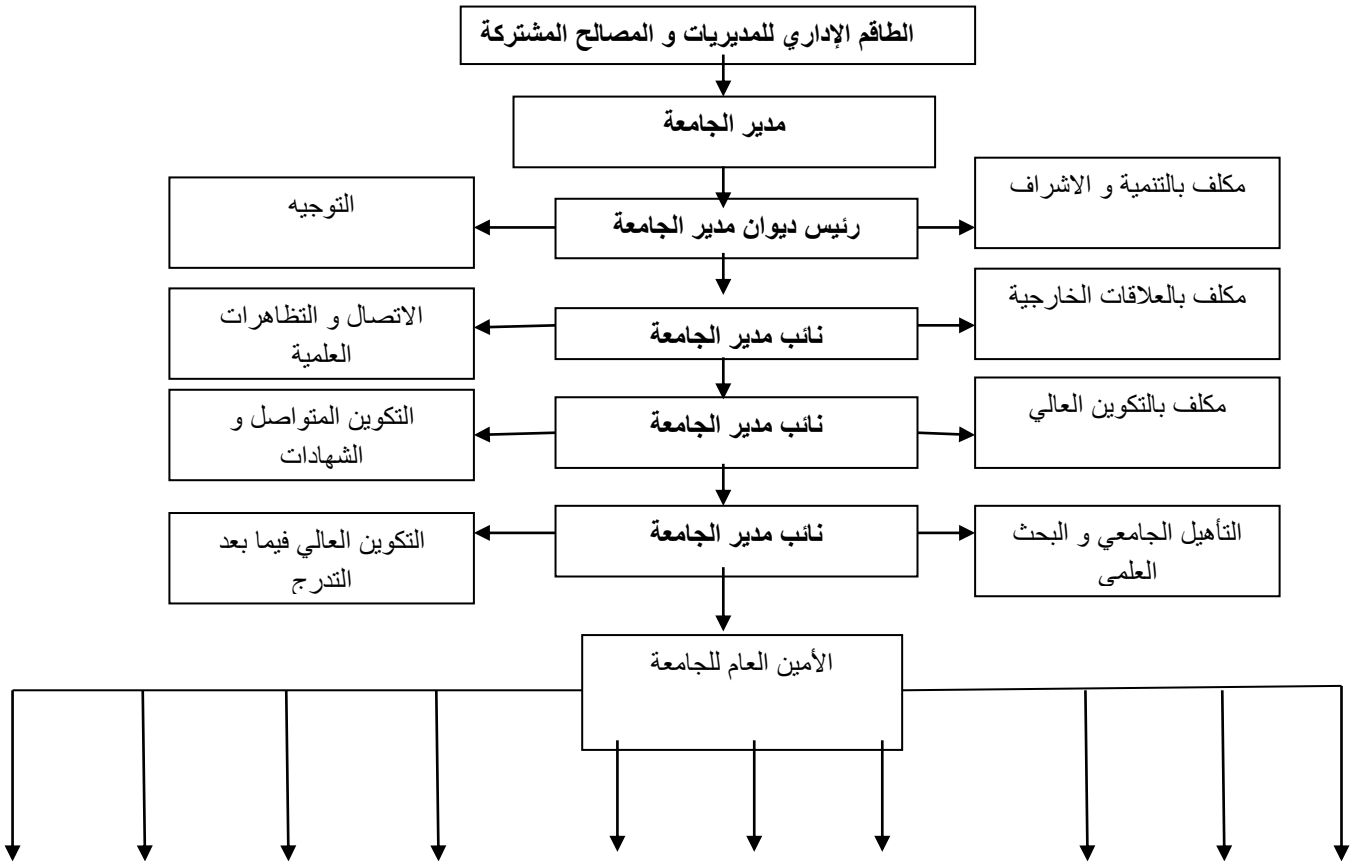 الطاقم الإداري للمديريات و المصالح المشتركة
مدير الجامعة
مكلف بالتنمية و الاشراف
رئيس ديوان مدير الجامعة
التوجيه
مكلف بالعلاقات الخارجية
نائب مدير الجامعة
الاتصال و التظاهرات
العلمية
مكلف بالتكوين العالي
نائب مدير الجامعة
التكوين المتواصل و
الشهادات
التأهيل الجامعي و البحث
العلمي
نائب مدير الجامعة
التكوين العالي فيما بعد
التدرج
الأمين العام للجامعة